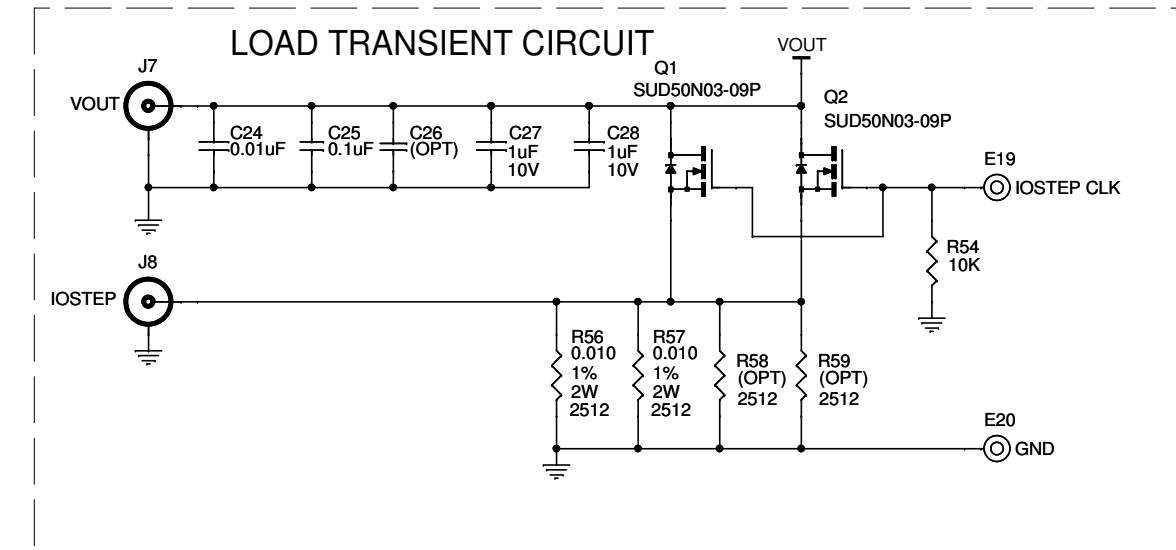 LOAD TRANSIENT CIRCUIT
VOUT
J7
VOUT
Q1
SUD50N03-09P
Q2
SUD50N03-09P
C24
0.01uF
C25
0.1uF
C26
(OPT)
C27
1uF
10V
C28
1uF
10V
E19
IOSTEP CLK
R54
10K
J8
IOSTEP
R56
0.010
1%
2W
2512
R57
0.010
1%
2W
2512
R58
(OPT)
2512
R59
(OPT)
2512
E20
GND